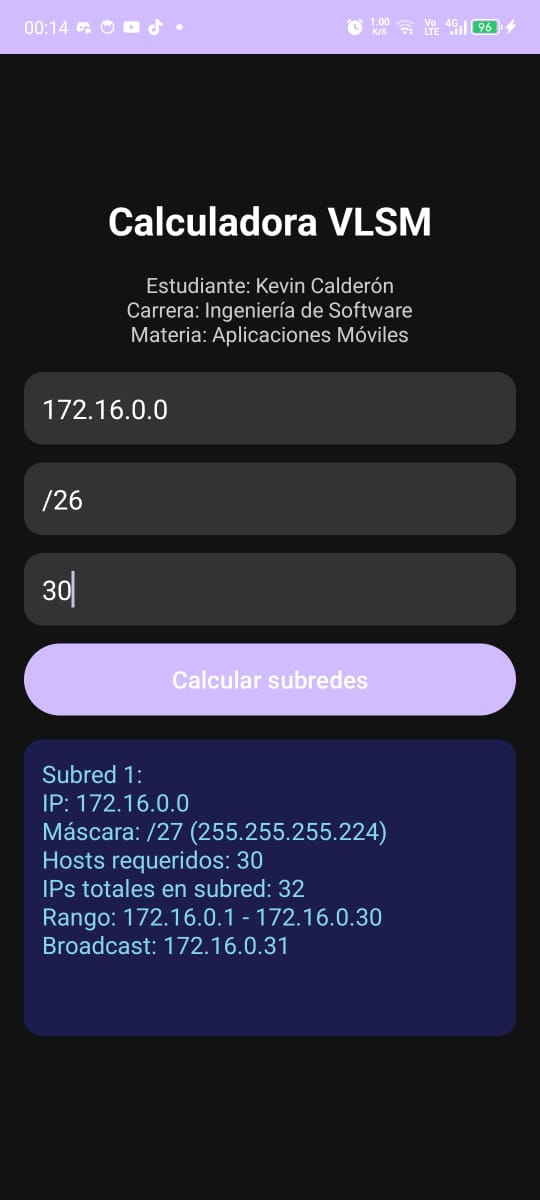 00:14
1.00 K/S Vo LTE 4G 96
Calculadora VLSM
Estudiante: Kevin Calderón
Carrera: Ingeniería de Software
Materia: Aplicaciones Móviles
172.16.0.0
/26
30
Calcular subredes
Subred 1:
IP: 172.16.0.0
Máscara: /27 (255.255.255.224)
Hosts requeridos: 30
IPs totales en subred: 32
Rango: 172.16.0.1 - 172.16.0.30
Broadcast: 172.16.0.31